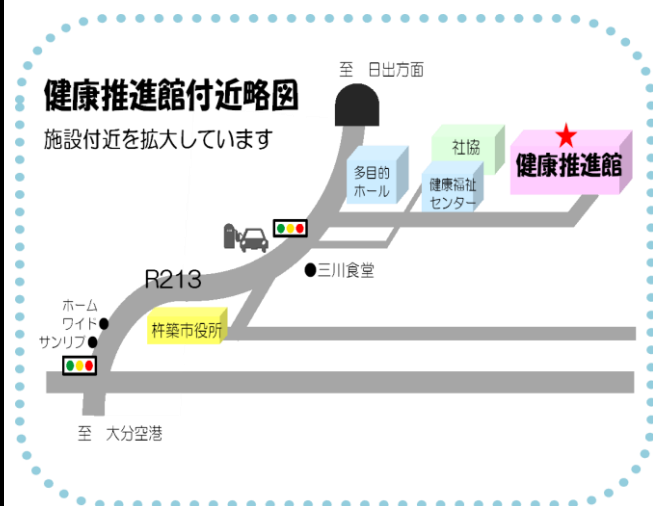 至 日出方面
健康推進館付近略図
施設付近を拡大しています
社協
健康推進館
多目的
ホール
健康福祉
センター
●三川食堂
R213
ホーム
ワイド●
サンリブ●
杵築市役所
至 大分空港